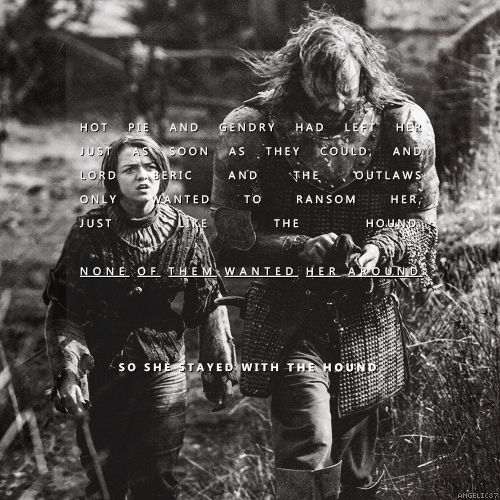 HOT PIE AND GENDRY HAD LEFT HER
JUST AS SOON AS THEY COULD, AND
LORD BERIC AND THE OUTLAWS
ONLY WANTED TO RANSOM HER,
JUST LIKE THE HOUND.
NONE OF THEM WANTED HER AROUND.
SO SHE STAYED WITH THE HOUND.
ANGELIC37